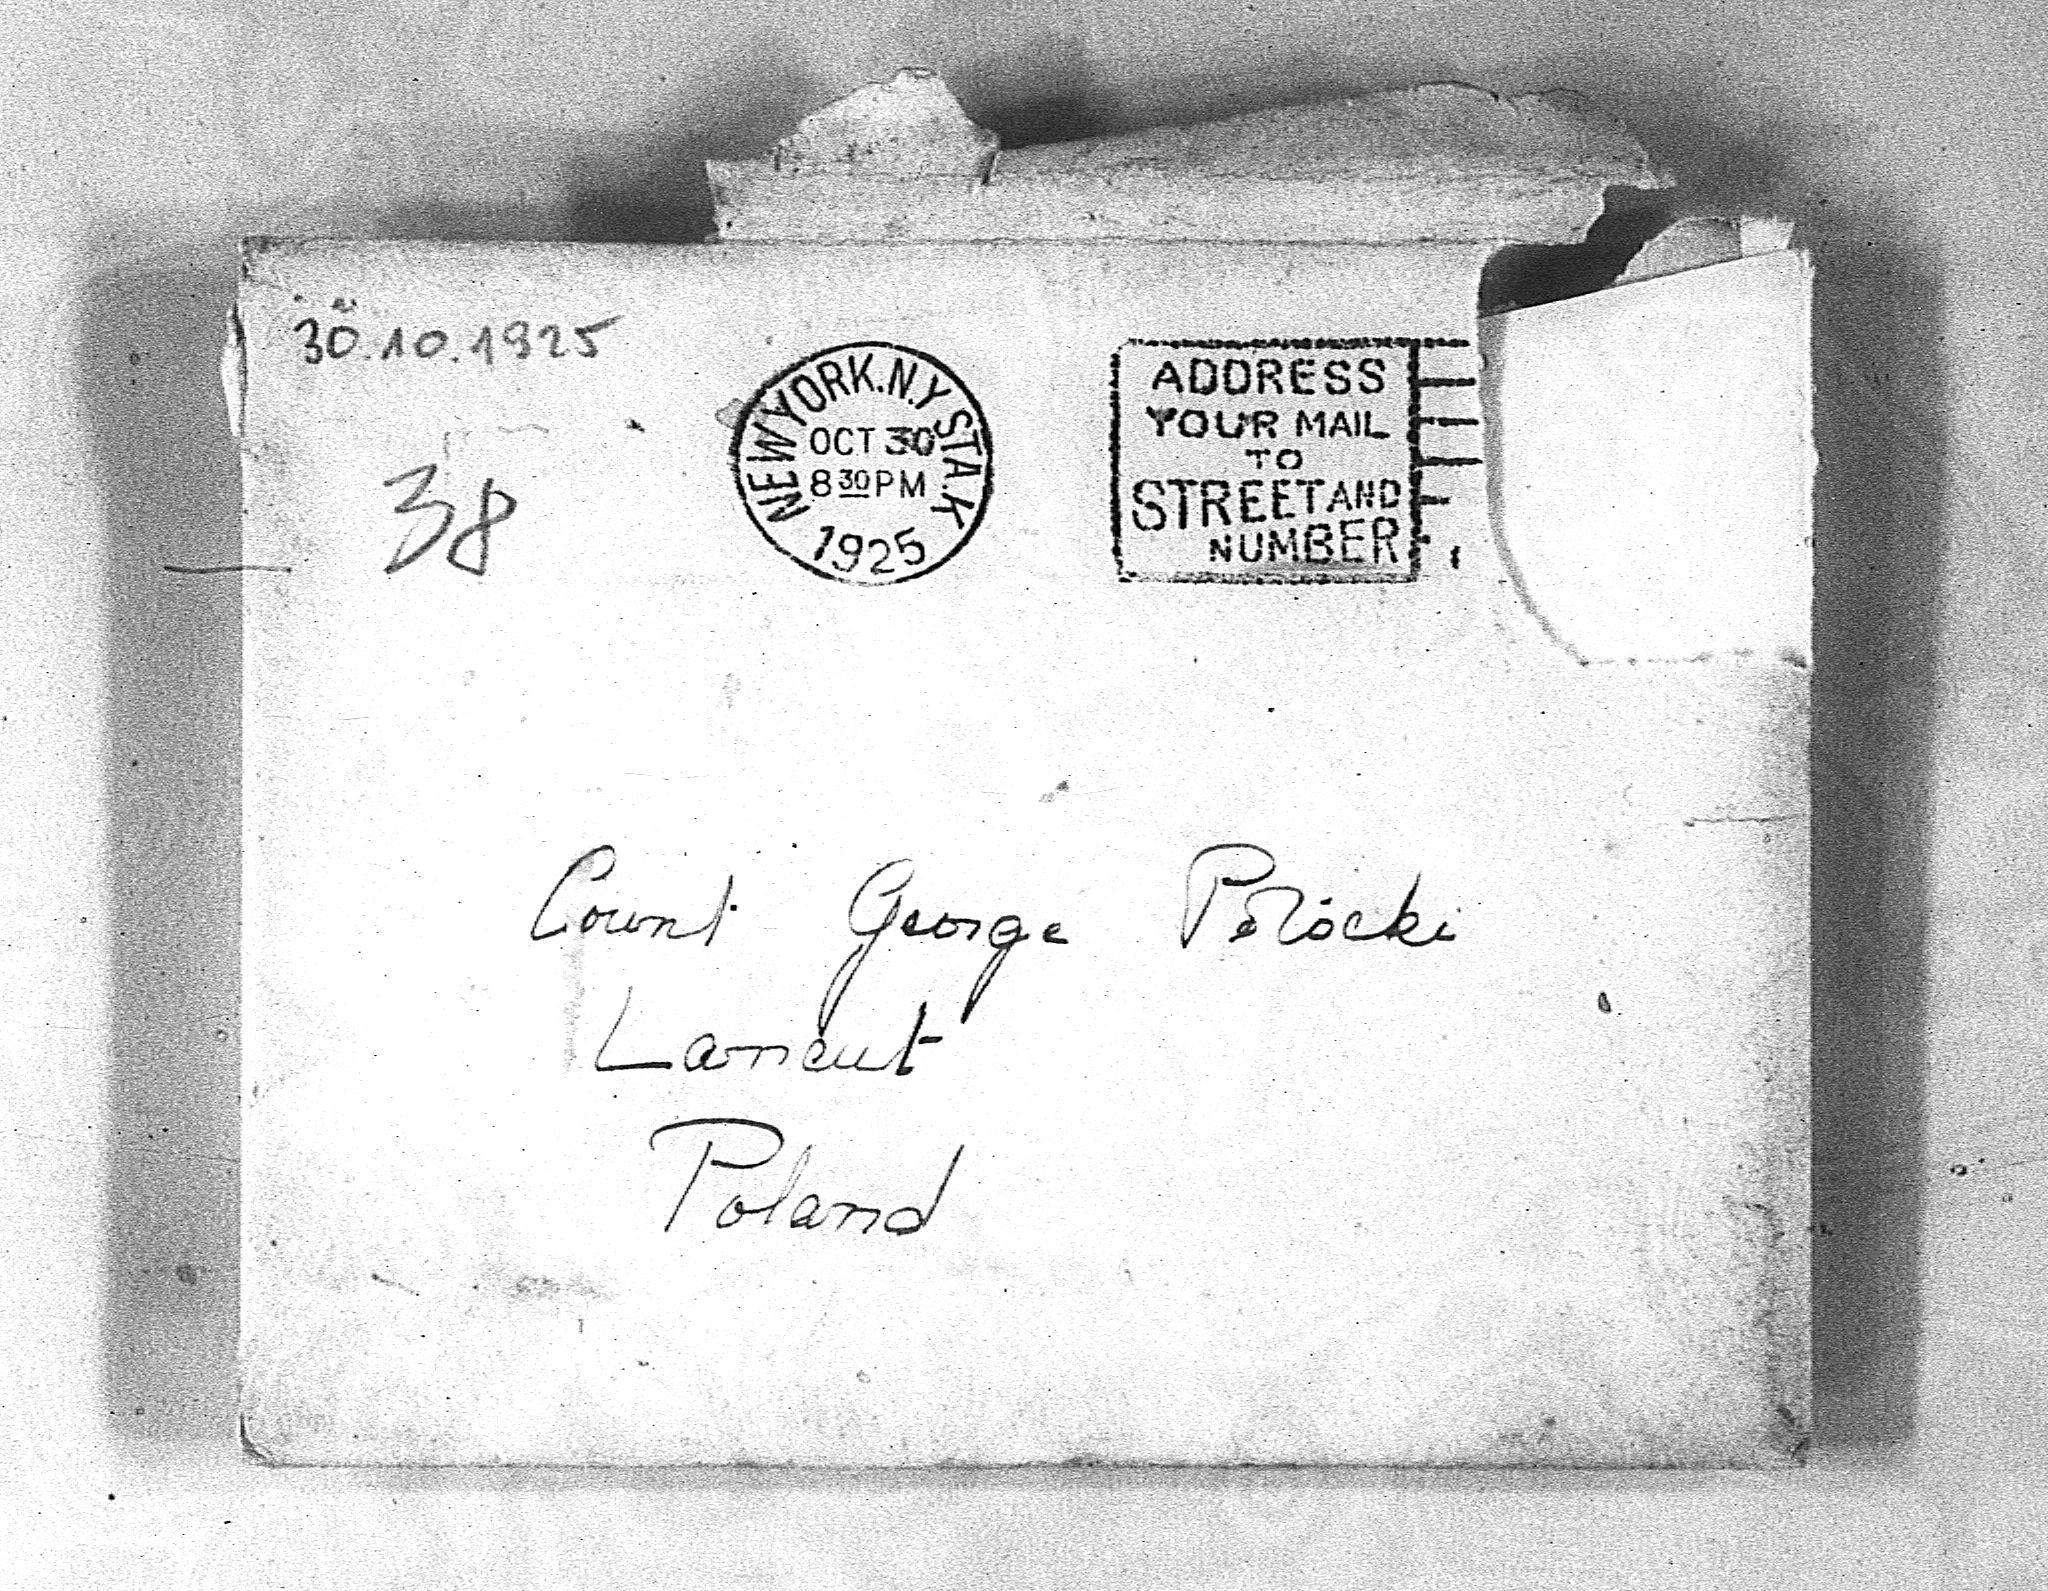 30.10.1925
38
NEW YORK. N.Y. STA. K
OCT 30
8 30 PM
1925
ADDRESS
YOUR MAIL
TO
STREET AND
NUMBER
Count George Potocki
Lancut
Poland